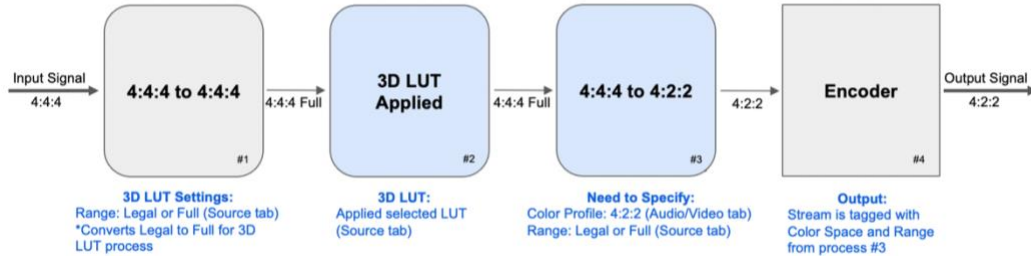 Input Signal
4:4:4
4:4:4 to 4:4:4
#1
4:4:4 Full
3D LUT
Applied
#2
4:4:4 Full
4:4:4 to 4:2:2
#3
4:2:2
Encoder
#4
Output Signal
4:2:2
3D LUT Settings:
Range: Legal or Full (Source tab)
*Converts Legal to Full for 3D
LUT process
3D LUT:
Applied selected LUT
(Source tab)
Need to Specify:
Color Profile: 4:2:2 (Audio/Video tab)
Range: Legal or Full (Source tab)
Output:
Stream is tagged with
Color Space and Range
from process #3